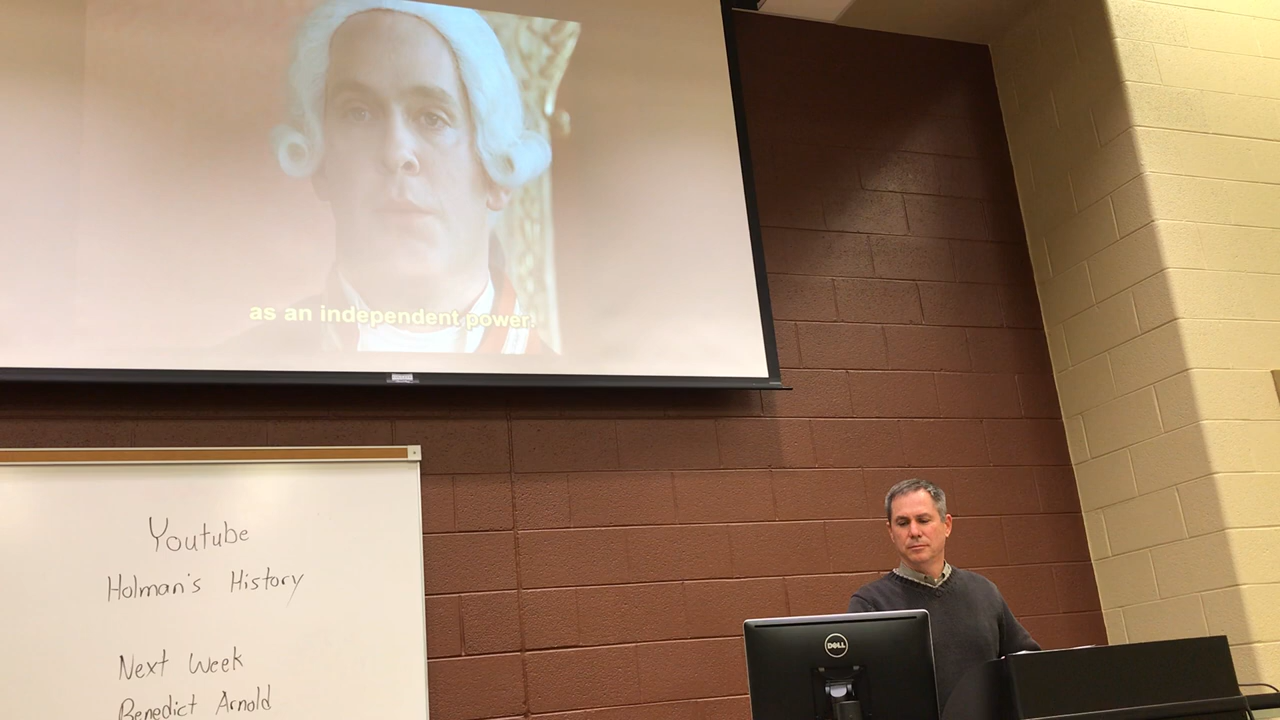 as an independent power.
Youtube
Holman's History
Next Week
Benedict Arnold
DELL